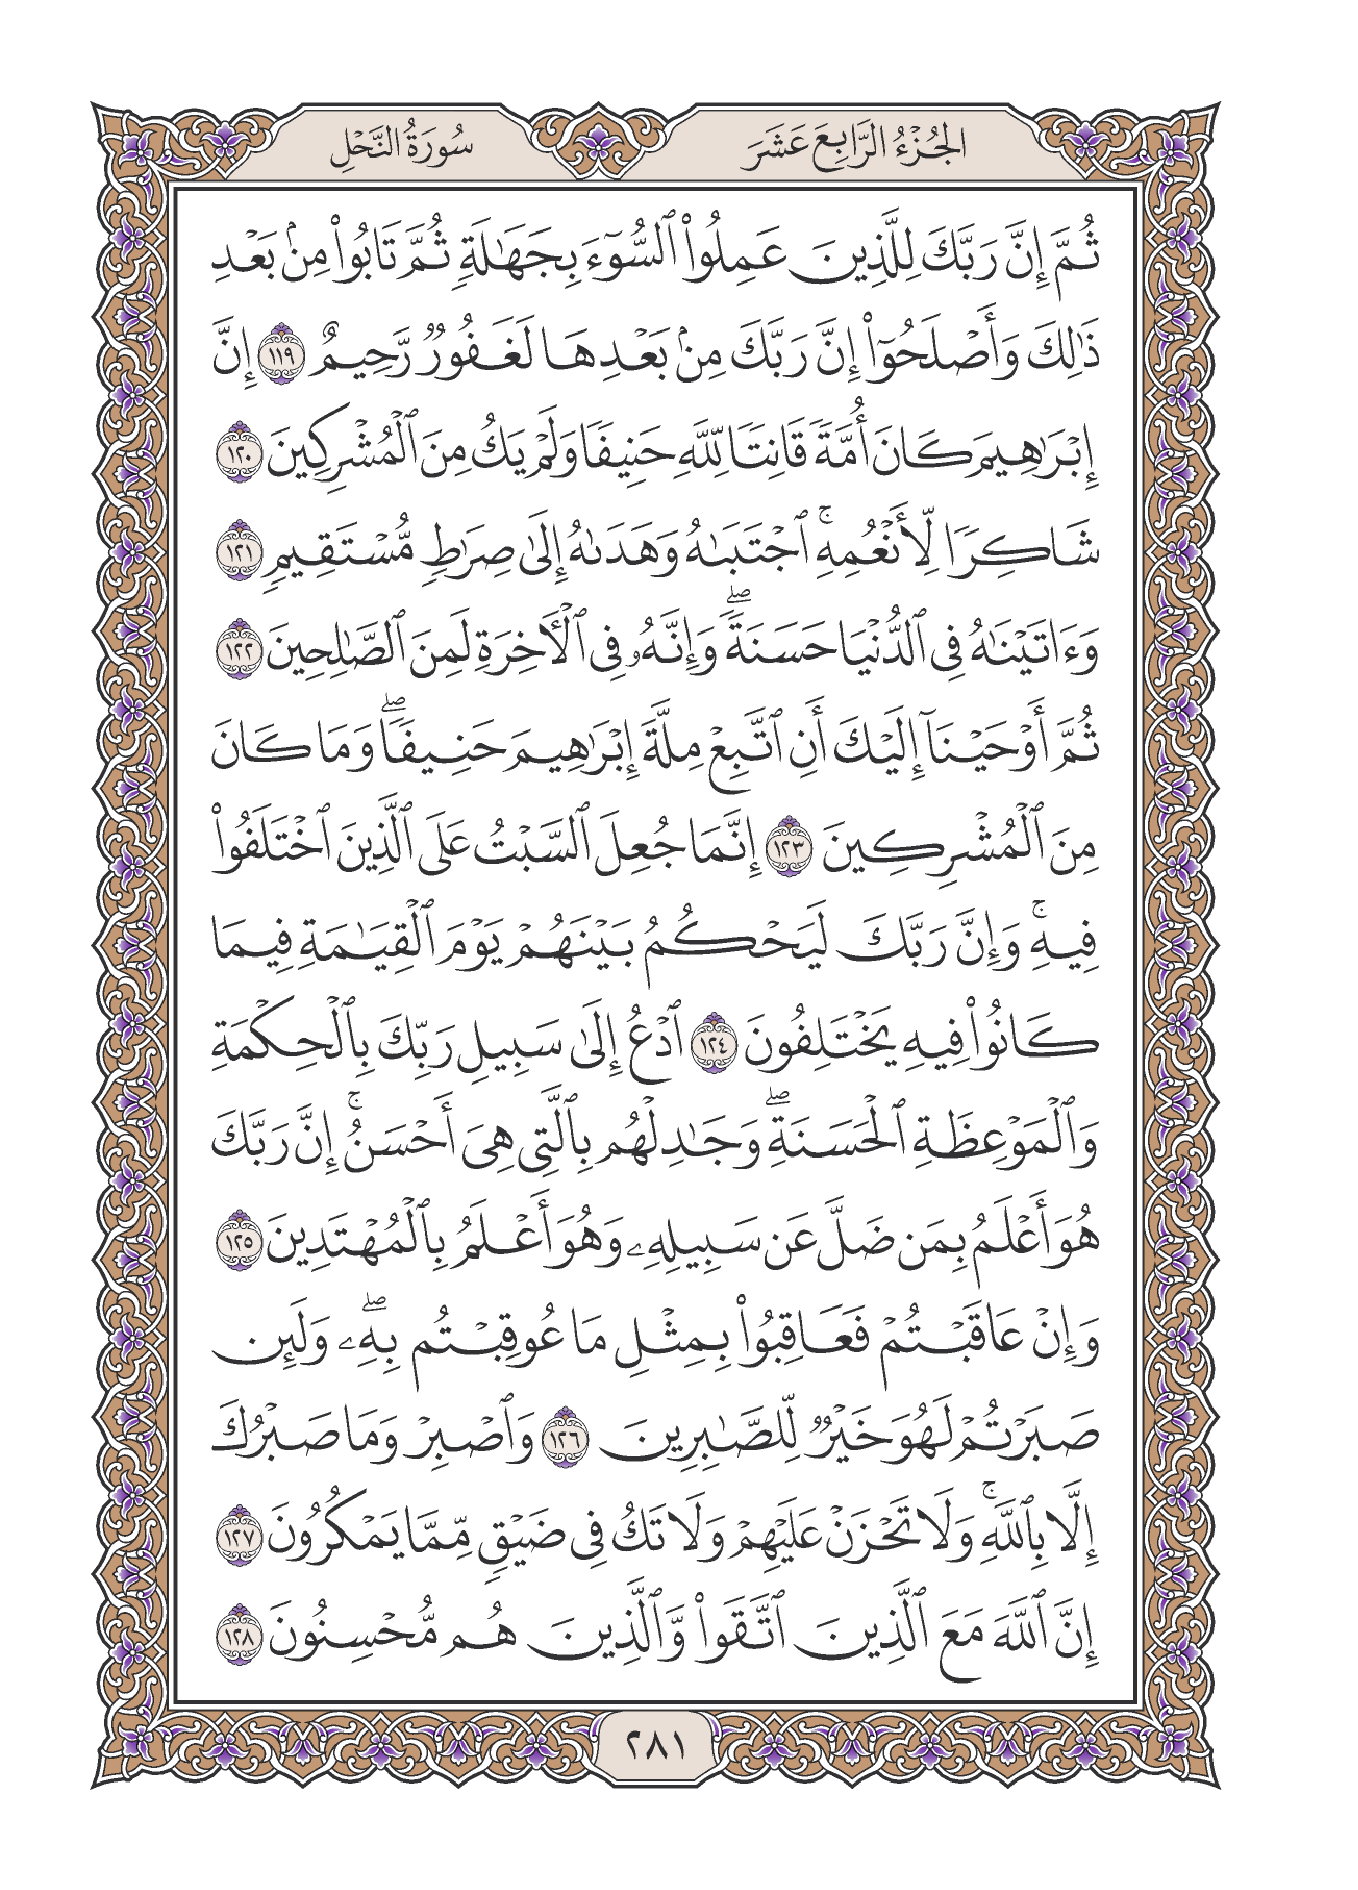 الجُزْءُ الرَّابِعَ عَشَرَ
سُورَةُ النَّحْلِ
ثُمَّ إِنَّ رَبَّكَ لِلَّذِينَ عَمِلُوا۟ ٱلسُّوٓءَ بِجَهَٰلَةٍ ثُمَّ تَابُوا۟ مِنۢ بَعْدِ
ذَٰلِكَ وَأَصْلَحُوٓا۟ إِنَّ رَبَّكَ مِنۢ بَعْدِهَا لَغَفُورٌ رَّحِيمٌ ١١٩ إِنَّ
إِبْرَٰهِيمَ كَانَ أُمَّةً قَانِتًا لِّلَّهِ حَنِيفًا وَلَمْ يَكُ مِنَ ٱلْمُشْرِكِينَ ١٢٠
شَاكِرًا لِّأَنْعُمِهِ ۚ ٱجْتَبَىٰهُ وَهَدَىٰهُ إِلَىٰ صِرَٰطٍ مُّسْتَقِيمٍ ١٢١
وَءَاتَيْنَٰهُ فِى ٱلدُّنْيَا حَسَنَةً ۖ وَإِنَّهُۥ فِى ٱلْءَاخِرَةِ لَمِنَ ٱلصَّٰلِحِينَ ١٢٢
ثُمَّ أَوْحَيْنَآ إِلَيْكَ أَنِ ٱتَّبِعْ مِلَّةَ إِبْرَٰهِيمَ حَنِيفًا ۖ وَمَا كَانَ
مِنَ ٱلْمُشْرِكِينَ ١٢٣ إِنَّمَا جُعِلَ ٱلسَّبْتُ عَلَى ٱلَّذِينَ ٱخْتَلَفُوا۟
فِيهِ ۚ وَإِنَّ رَبَّكَ لَيَحْكُمُ بَيْنَهُمْ يَوْمَ ٱلْقِيَٰمَةِ فِيمَا
كَانُوا۟ فِيهِ يَخْتَلِفُونَ ١٢٤ ٱدْعُ إِلَىٰ سَبِيلِ رَبِّكَ بِٱلْحِكْمَةِ
وَٱلْمَوْعِظَةِ ٱلْحَسَنَةِ ۖ وَجَٰدِلْهُم بِٱلَّتِى هِىَ أَحْسَنُ ۚ إِنَّ رَبَّكَ
هُوَ أَعْلَمُ بِمَن ضَلَّ عَن سَبِيلِهِۦ وَهُوَ أَعْلَمُ بِٱلْمُهْتَدِينَ ١٢٥
وَإِنْ عَاقَبْتُمْ فَعَاقِبُوا۟ بِمِثْلِ مَا عُوقِبْتُم بِهِۦ ۖ وَلَئِن
صَبَرْتُمْ لَهُوَ خَيْرٌ لِّلصَّٰبِرِينَ ١٢٦ وَٱصْبِرْ وَمَا صَبْرُكَ
إِلَّا بِٱللَّهِ ۚ وَلَا تَحْزَنْ عَلَيْهِمْ وَلَا تَكُ فِى ضَيْقٍ مِّمَّا يَمْكُرُونَ ١٢٧
إِنَّ ٱللَّهَ مَعَ ٱلَّذِينَ ٱتَّقَوا۟ وَّٱلَّذِينَ هُم مُّحْسِنُونَ ١٢٨
٢٨١